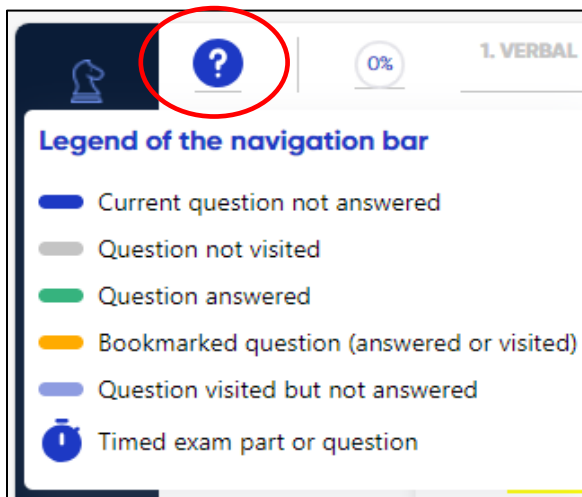 ?
0%
1. VERBAL
Legend of the navigation bar
Current question not answered
Question not visited
Question answered
Bookmarked question (answered or visited)
Question visited but not answered
Timed exam part or question